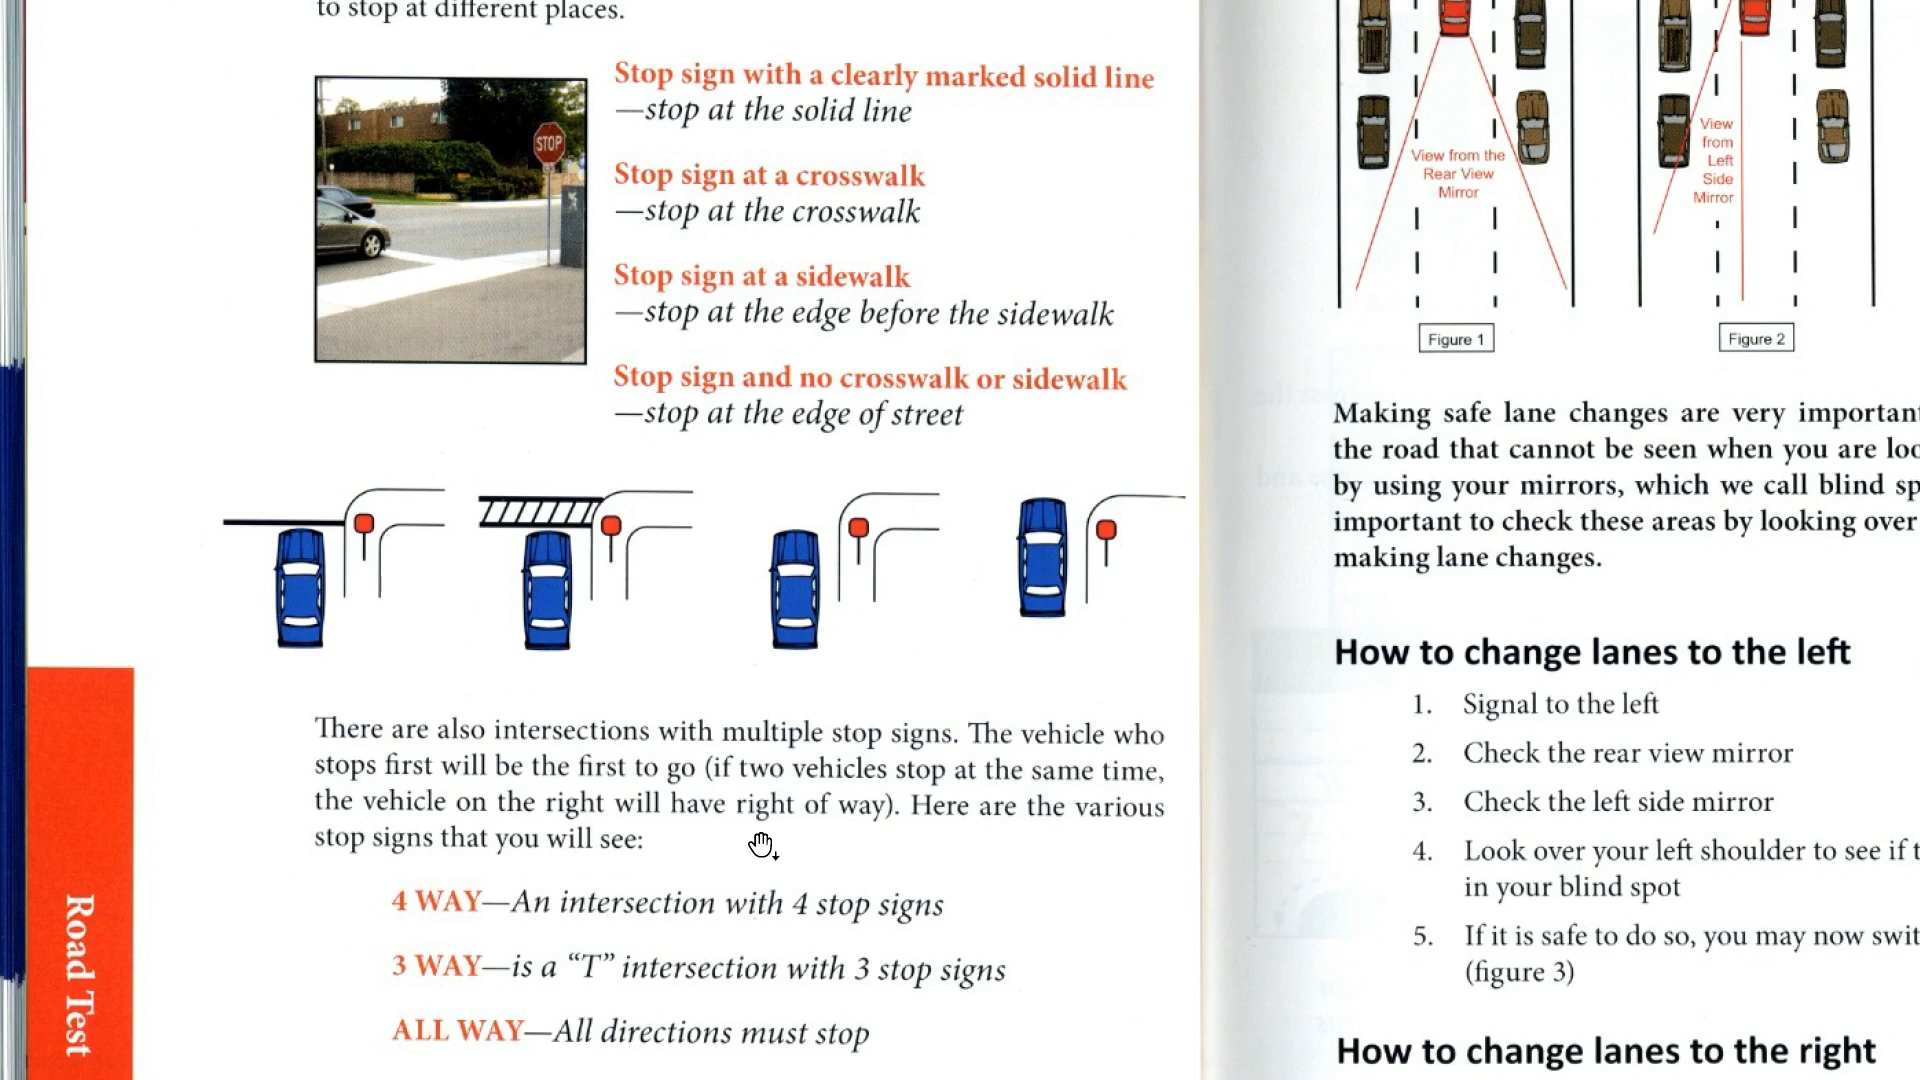 to stop at different places.
STOP
Stop sign with a clearly marked solid line
—stop at the solid line
Stop sign at a crosswalk
—stop at the crosswalk
Stop sign at a sidewalk
—stop at the edge before the sidewalk
Stop sign and no crosswalk or sidewalk
—stop at the edge of street
There are also intersections with multiple stop signs. The vehicle who
stops first will be the first to go (if two vehicles stop at the same time,
the vehicle on the right will have right of way). Here are the various
stop signs that you will see:
4 WAY—An intersection with 4 stop signs
3 WAY—is a “T” intersection with 3 stop signs
ALL WAY—All directions must stop
Road Test
View from the
Rear View
Mirror
Figure 1
View
from
Left
Side
Mirror
Figure 2
Making safe lane changes are very important
the road that cannot be seen when you are
by using your mirrors, which we call blind
important to check these areas by looking over
making lane changes.
How to change lanes to the left
1. Signal to the left
2. Check the rear view mirror
3. Check the left side mirror
4. Look over your left shoulder to see if
in your blind spot
5. If it is safe to do so, you may now
(figure 3)
How to change lanes to the right